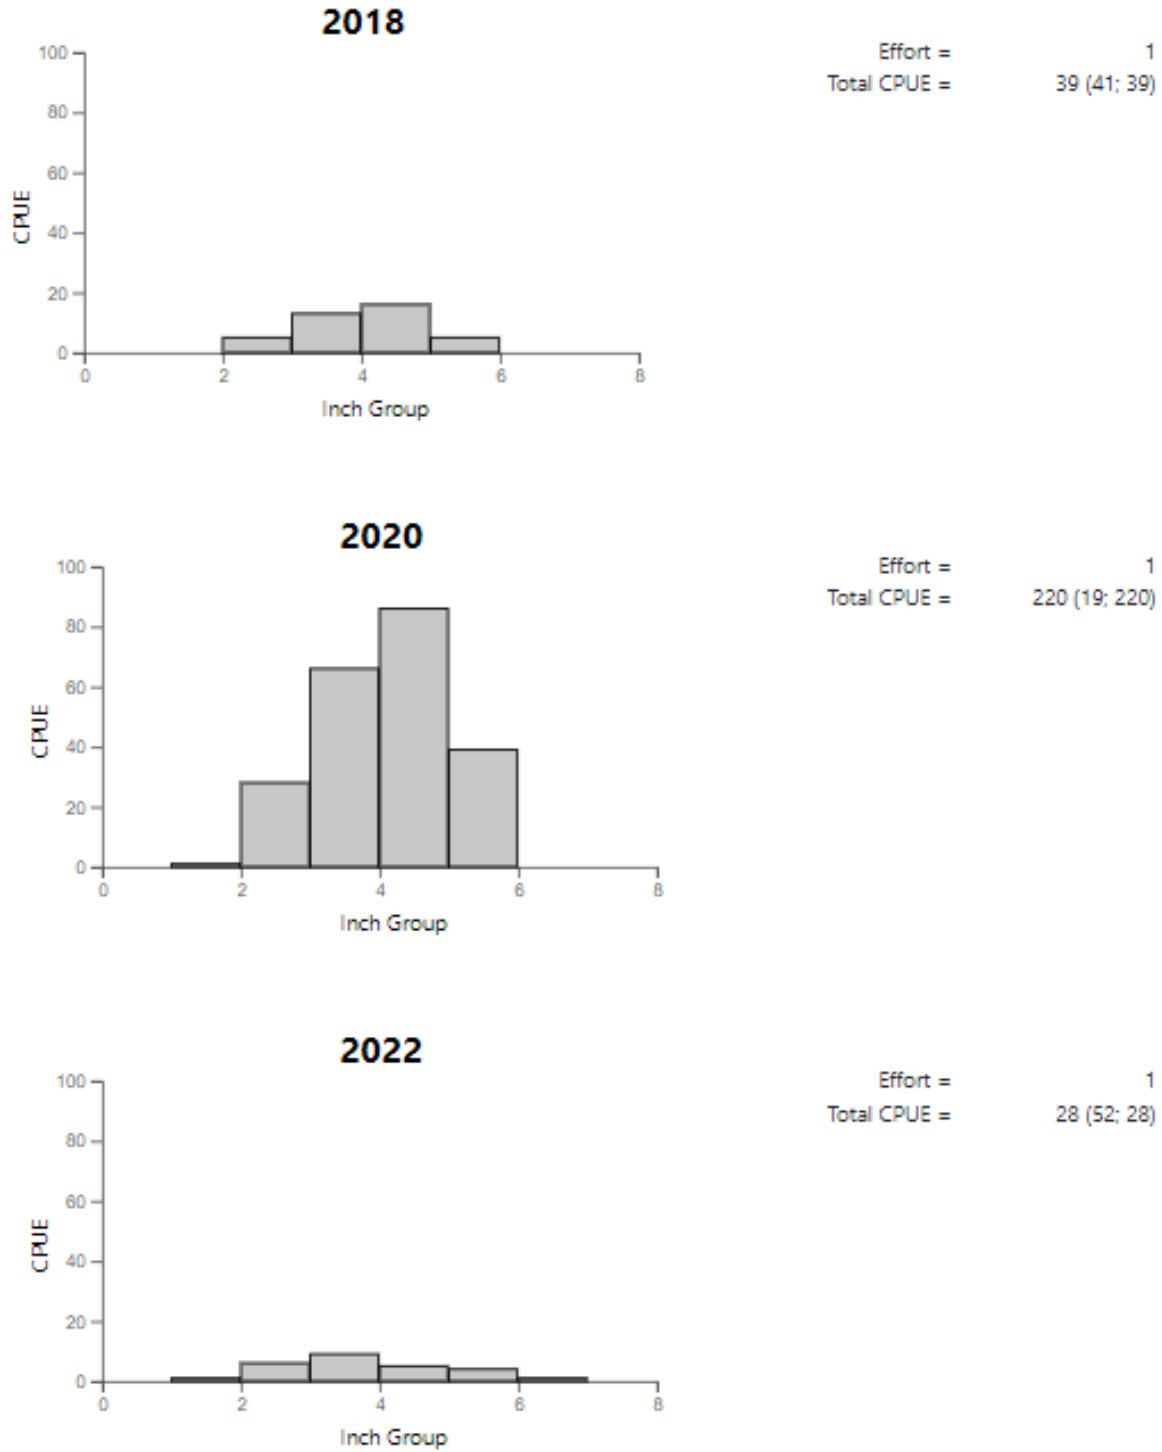 2018
Effort = 1
Total CPUE = 39 (41; 39)
100
80
60
40
20
0
CPUE
0 2 4 6 8
Inch Group
2020
Effort = 1
Total CPUE = 220 (19; 220)
100
80
60
40
20
0
CPUE
0 2 4 6 8
Inch Group
2022
Effort = 1
Total CPUE = 28 (52; 28)
100
80
60
40
20
0
CPUE
0 2 4 6 8
Inch Group